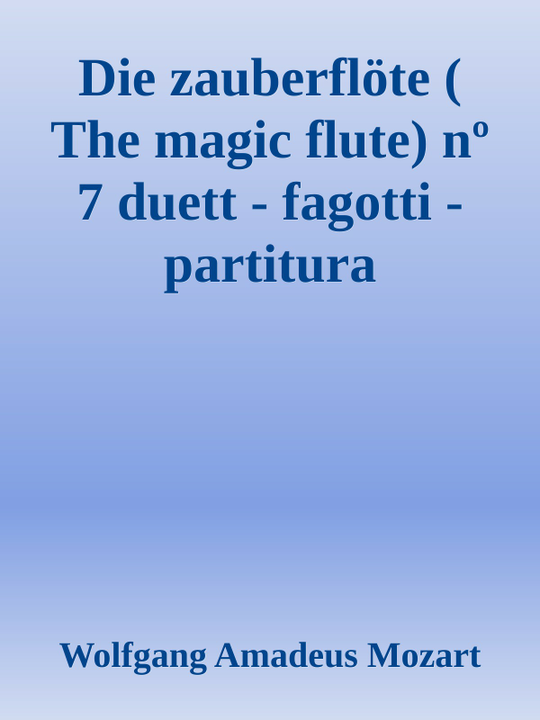 Die zauberflöte (
The magic flute) nº
7 duett - fagotti -
partitura
Wolfgang Amadeus Mozart